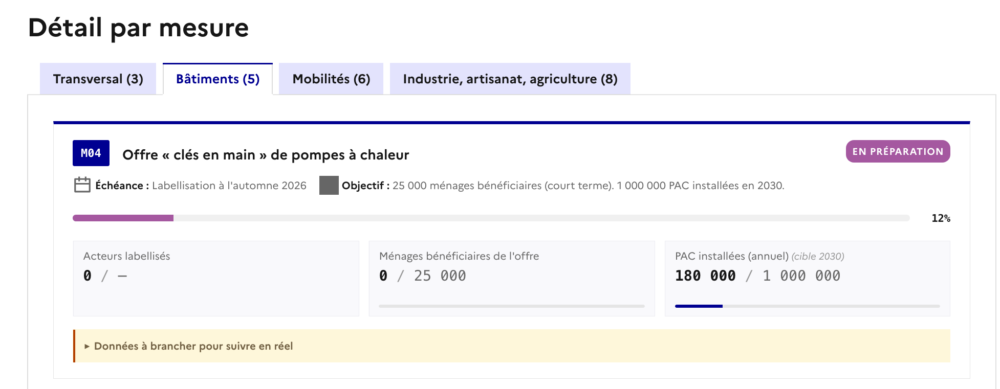 Détail par mesure
Transversal (3) Bâtiments (5) Mobilités (6) Industrie, artisanat, agriculture (8)
M04 Offre « clés en main » de pompes à chaleur EN PRÉPARATION
Échéance : Labellisation à l'automne 2026 Objectif : 25 000 ménages bénéficiaires (court terme). 1 000 000 PAC installées en 2030.
12%
Acteurs labellisés
0 / —
Ménages bénéficiaires de l'offre
0 / 25 000
PAC installées (annuel) (cible 2030)
180 000 / 1 000 000
▸ Données à brancher pour suivre en réel